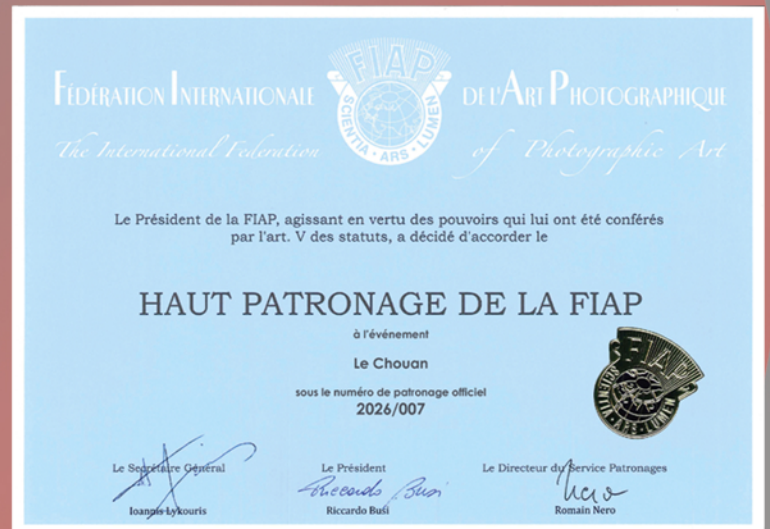 FIAP
FÉDÉRATION INTERNATIONALE DE L'ART PHOTOGRAPHIQUE
SCIENTIA · ARS · LUMEN
The International Federation of Photographic Art
Le Président de la FIAP, agissant en vertu des pouvoirs qui lui ont été conférés
par l'art. V des statuts, a décidé d'accorder le
HAUT PATRONAGE DE LA FIAP
à l'événement
Le Chouan
sous le numéro de patronage officiel
2026/007
FIAP
SCIENTIA · ARS · LUMEN
Le Secrétaire Général
Le Président
Le Directeur du Service Patronages
Riccardo Busi
Nero
Ioannis Lykouris
Riccardo Busi
Romain Nero